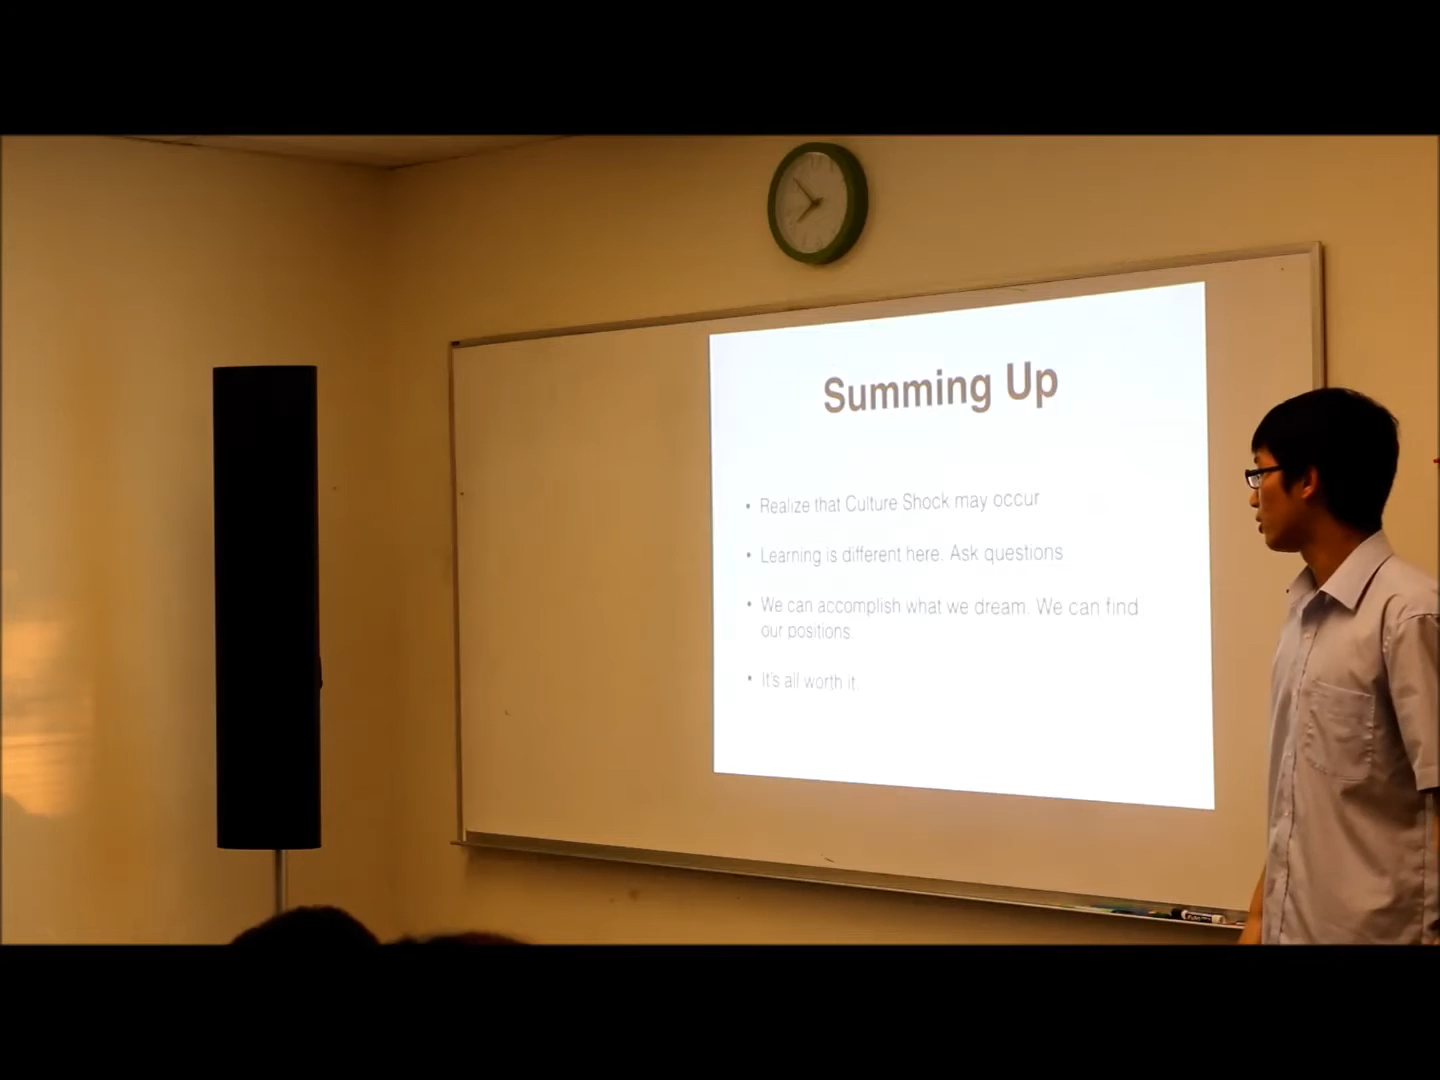 Summing Up
• Realize that Culture Shock may occur
• Learning is different here. Ask questions
• We can accomplish what we dream. We can find
our positions.
• It's all worth it.